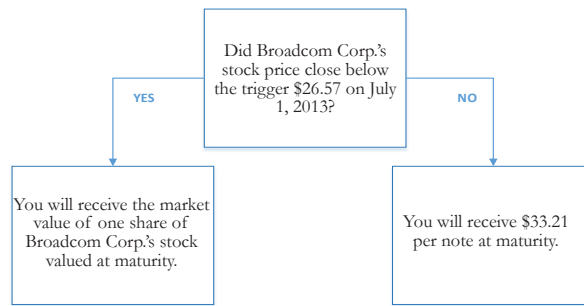 Did Broadcom Corp.'s
stock price close below
the trigger $26.57 on July
1, 2013?
YES
NO
You will receive the market
value of one share of
Broadcom Corp.'s stock
valued at maturity.
You will receive $33.21
per note at maturity.